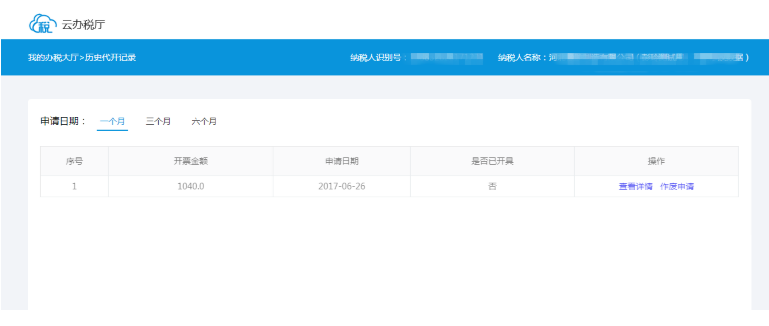 税 云办税厅
我的办税大厅>历史代开记录 纳税人识别号： 纳税人名称：河 )
申请日期： 一个月 三个月 六个月
序号 开票金额 申请日期 是否已开具 操作
1 1040.0 2017-06-26 否 查看详情 作废申请